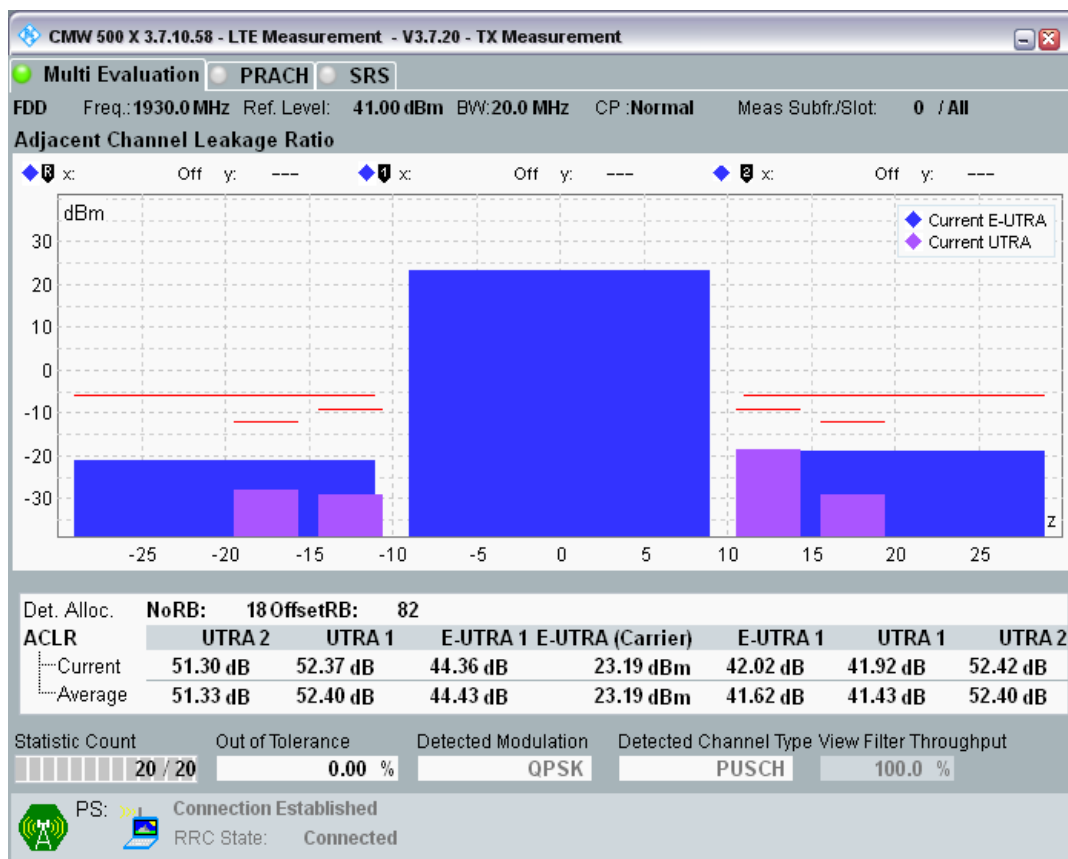 CMW 500 X 3.7.10.58 - LTE Measurement - V3.7.20 - TX Measurement
Multi Evaluation PRACH SRS
FDD Freq.: 1930.0 MHz Ref. Level: 41.00 dBm BW: 20.0 MHz CP : Normal Meas Subfr./Slot: 0 / All
Adjacent Channel Leakage Ratio
R x: Off y: --- 1 x: Off y: --- 2 x: Off y: ---
dBm
Current E-UTRA
Current UTRA
30
20
10
0
-10
-20
-30
z
-25 -20 -15 -10 -5 0 5 10 15 20 25
Det. Alloc. NoRB: 18 OffsetRB: 82
ACLR UTRA 2 UTRA 1 E-UTRA 1 E-UTRA (Carrier) E-UTRA 1 UTRA 1 UTRA 2
Current 51.30 dB 52.37 dB 44.36 dB 23.19 dBm 42.02 dB 41.92 dB 52.42 dB
Average 51.33 dB 52.40 dB 44.43 dB 23.19 dBm 41.62 dB 41.43 dB 52.40 dB
Statistic Count Out of Tolerance Detected Modulation Detected Channel Type View Filter Throughput
20 / 20 0.00 % QPSK PUSCH 100.0 %
PS: Connection Established
RRC State: Connected